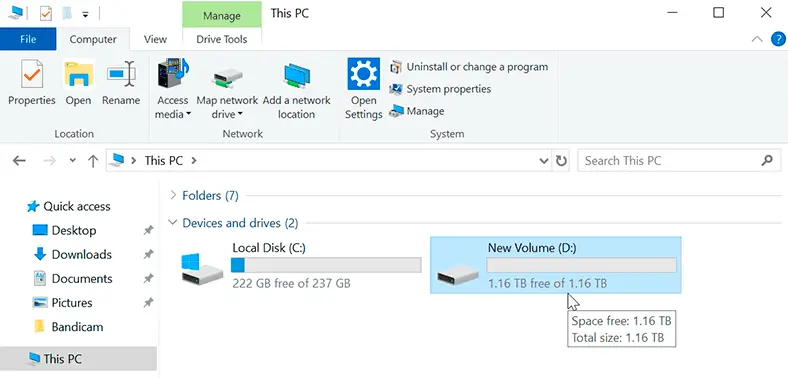 Manage
This PC
File
Computer
View
Drive Tools
Properties
Open
Rename
Access media
Map network drive
Add a network location
Open Settings
Uninstall or change a program
System properties
Manage
Location
Network
System
This PC
Search This PC
Quick access
Desktop
Downloads
Documents
Pictures
Bandicam
This PC
Folders (7)
Devices and drives (2)
Local Disk (C:)
222 GB free of 237 GB
New Volume (D:)
1.16 TB free of 1.16 TB
Space free: 1.16 TB
Total size: 1.16 TB